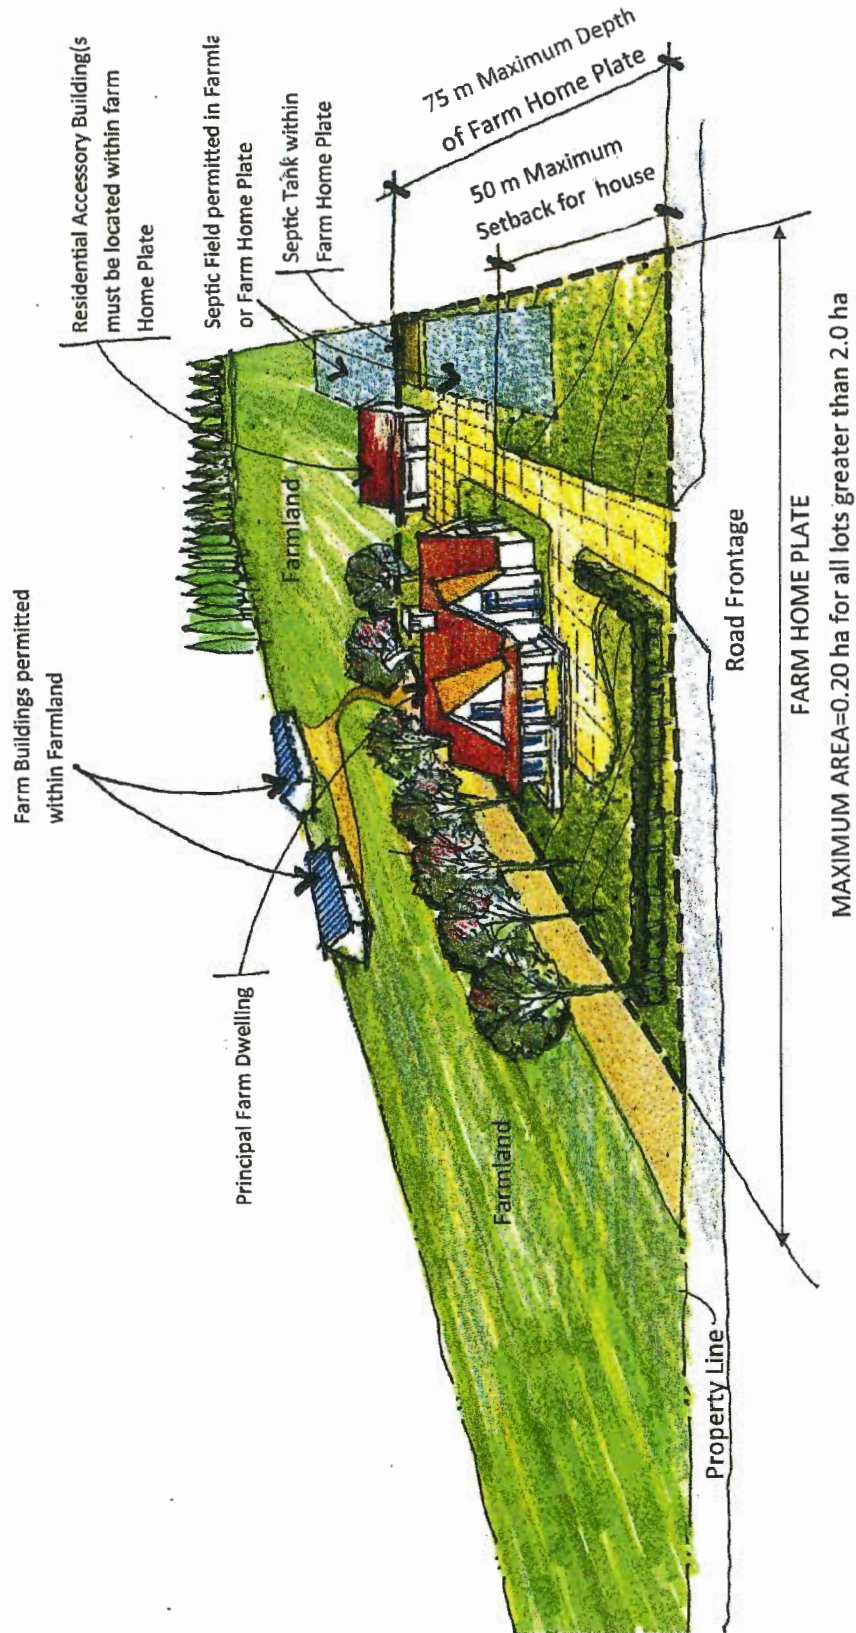 Farm Buildings permitted
within Farmland
Residential Accessory Building(s
must be located within farm
Home Plate
Septic Field permitted in Farmla
or Farm Home Plate
Septic Tank within
Farm Home Plate
Principal Farm Dwelling
75 m Maximum Depth
of Farm Home Plate
50 m Maximum
Setback for house
Farmland
Farmland
Property Line
Road Frontage
FARM HOME PLATE
MAXIMUM AREA=0.20 ha for all lots greater than 2.0 ha